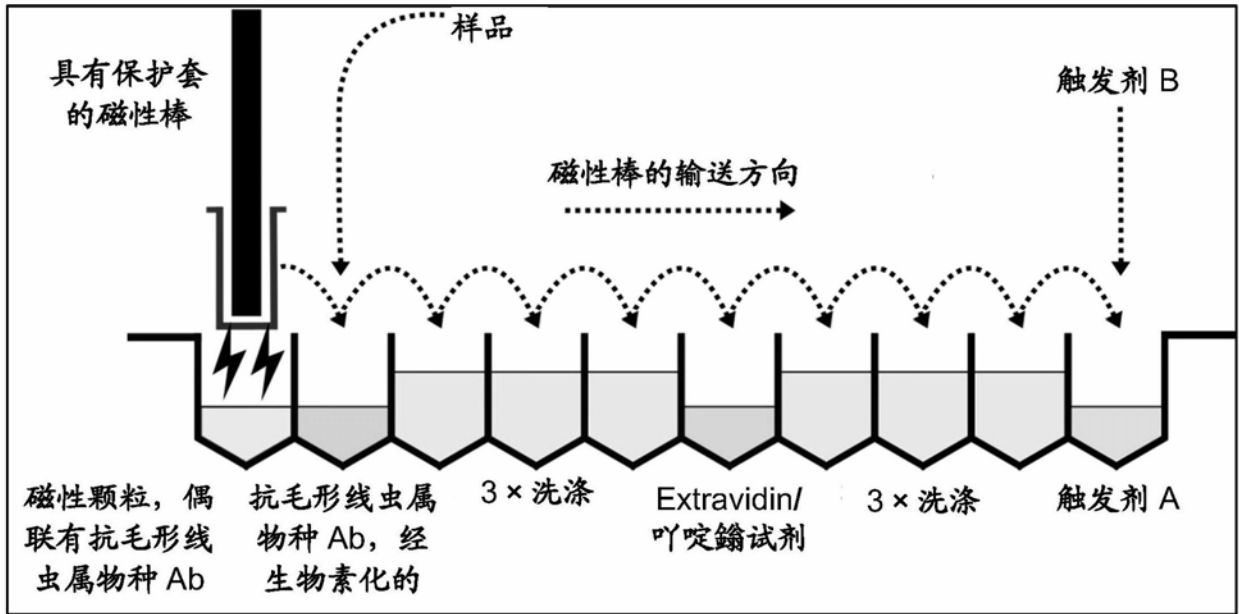 样品
具有保护套
的磁性棒
触发剂 B
磁性棒的输送方向
磁性颗粒，偶
联有抗毛形线
虫属物种 Ab
抗毛形线虫属
物种 Ab，经
生物素化的
3 × 洗涤
Extravidin/
吖啶鎓试剂
3 × 洗涤
触发剂 A